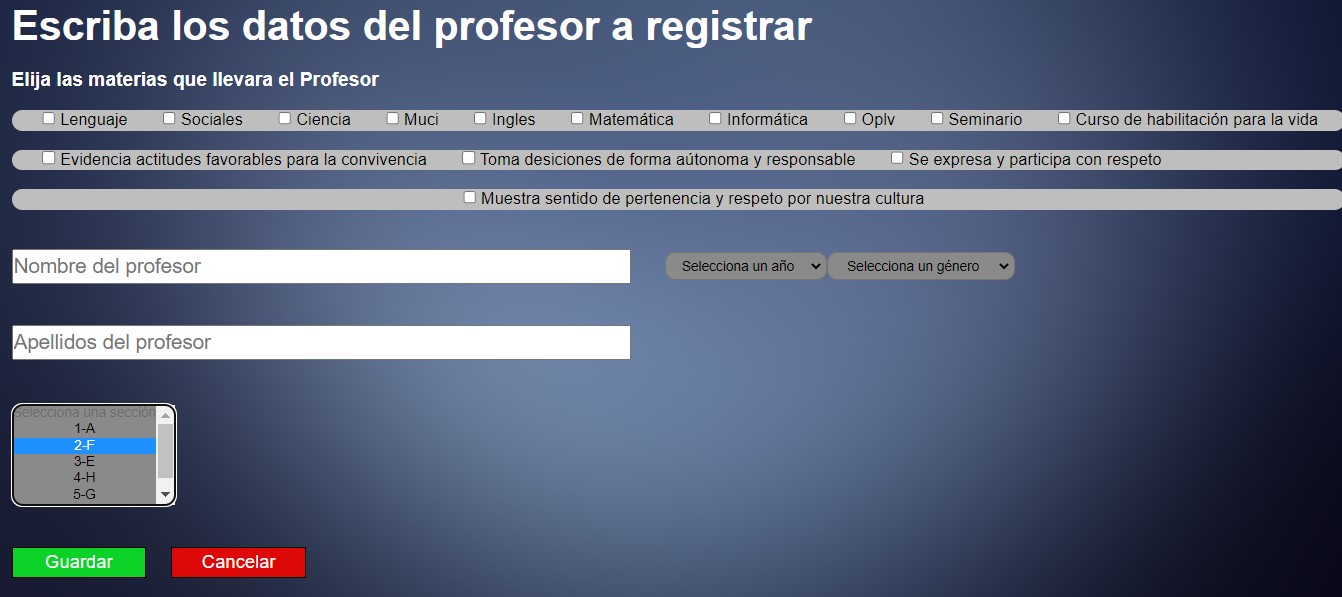 Escriba los datos del profesor a registrar
Elija las materias que llevara el Profesor
Lenguaje Sociales Ciencia Muci Ingles Matemática Informática Oplv Seminario Curso de habilitación para la vida
Evidencia actitudes favorables para la convivencia Toma desiciones de forma aútonoma y responsable Se expresa y participa con respeto
Muestra sentido de pertenencia y respeto por nuestra cultura
Nombre del profesor Selecciona un año Selecciona un género
Apellidos del profesor
Selecciona una sección
1-A
2-F
3-E
4-H
5-G
Guardar Cancelar